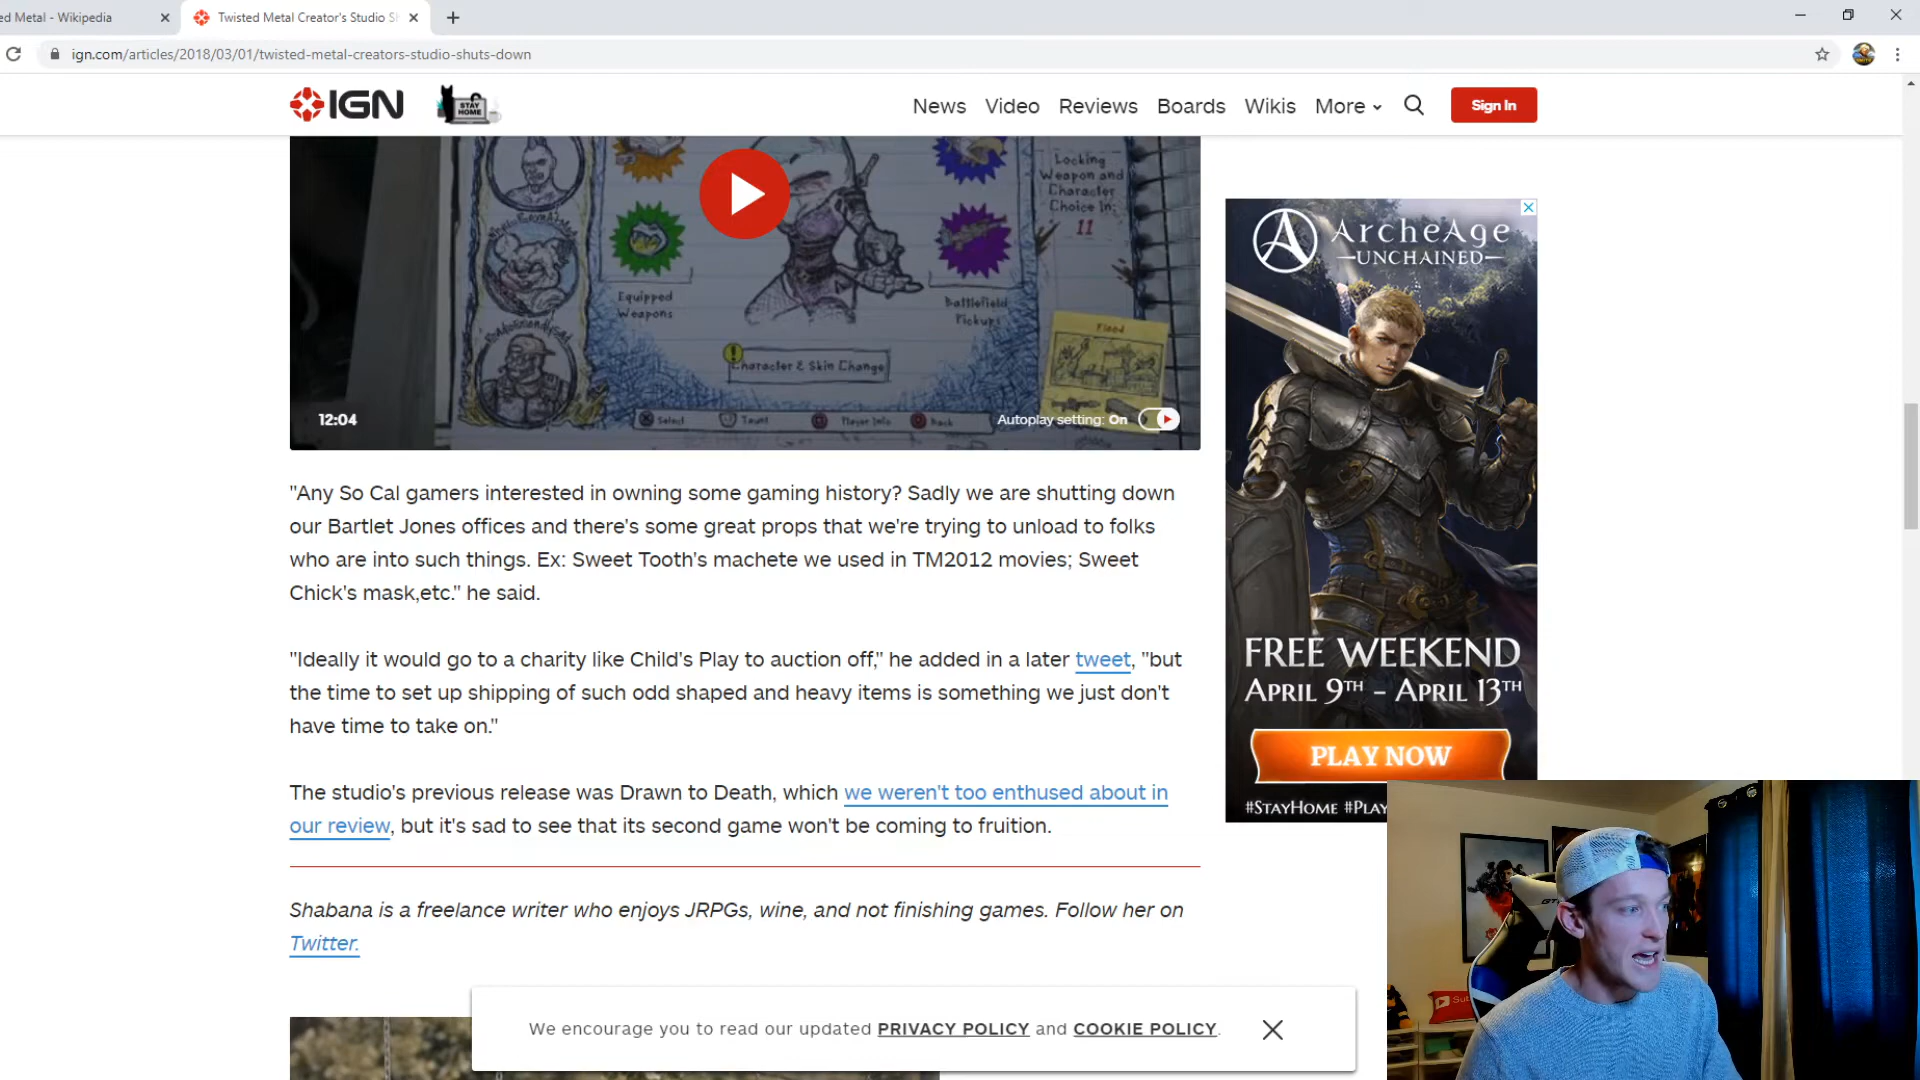 ed Metal - Wikipedia
Twisted Metal Creator's Studio S
ign.com/articles/2018/03/01/twisted-metal-creators-studio-shuts-down
IGN
STAY HOME
News Video Reviews Boards Wikis More
Sign In
Locking
Weapon and
Character
Choice In:
11
Equipped
Weapons
Battlefield
Pickups
Flood
Character & Skin Change
Select Taunt Player Info Back
12:04
Autoplay setting: On
"Any So Cal gamers interested in owning some gaming history? Sadly we are shutting down
our Bartlet Jones offices and there's some great props that we're trying to unload to folks
who are into such things. Ex: Sweet Tooth's machete we used in TM2012 movies; Sweet
Chick's mask,etc." he said.
"Ideally it would go to a charity like Child's Play to auction off," he added in a later tweet, "but
the time to set up shipping of such odd shaped and heavy items is something we just don't
have time to take on."
The studio's previous release was Drawn to Death, which we weren't too enthused about in
our review, but it's sad to see that its second game won't be coming to fruition.
Shabana is a freelance writer who enjoys JRPGs, wine, and not finishing games. Follow her on
Twitter.
We encourage you to read our updated PRIVACY POLICY and COOKIE POLICY.
ArcheAge
UNCHAINED
FREE WEEKEND
APRIL 9TH – APRIL 13TH
PLAY NOW
#STAYHOME #PLAY